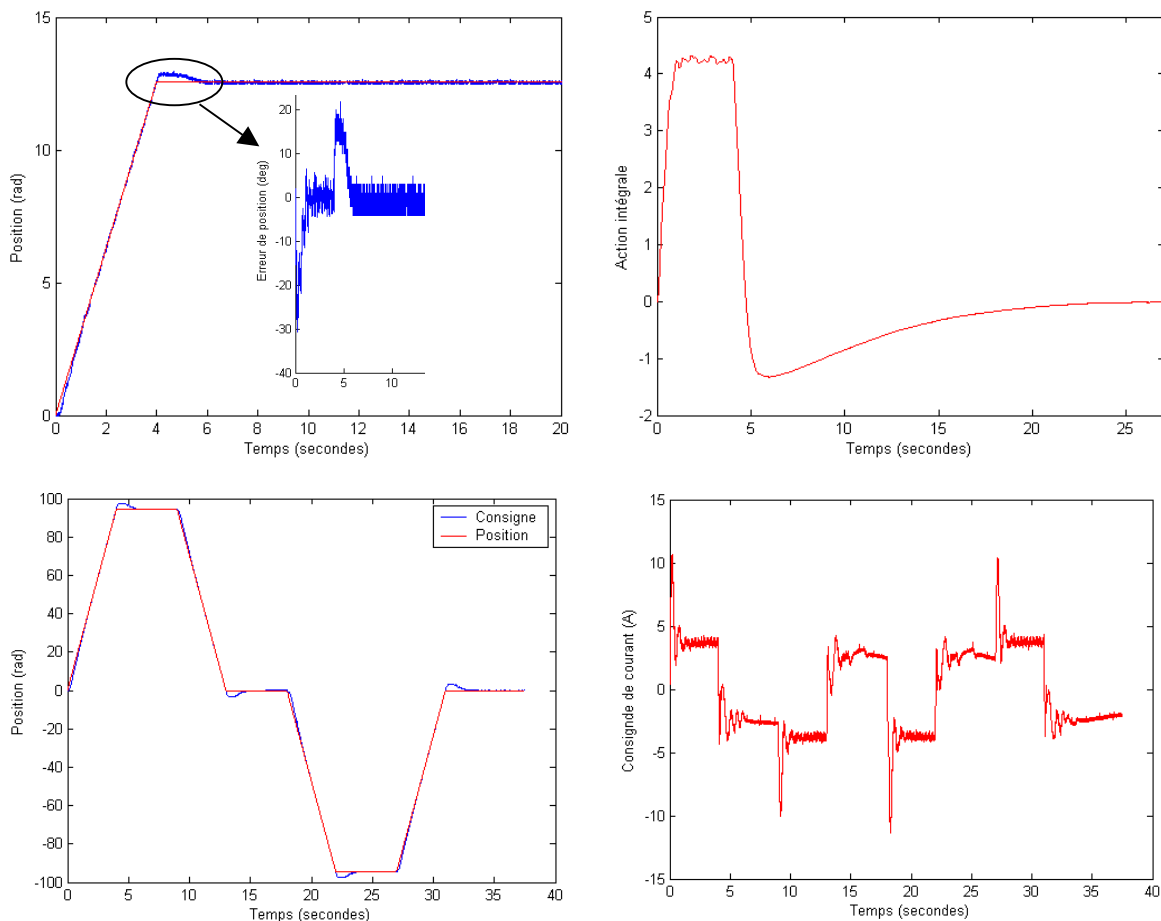 15
10
5
0
Position (rad)
0 2 4 6 8 10 12 14 16 18 20
Temps (secondes)
20
10
0
-10
-20
-30
-40
Erreur de position (deg)
0 5 10
5
4
3
2
1
0
-1
-2
Action intégrale
0 5 10 15 20 25
Temps (secondes)
100
80
60
40
20
0
-20
-40
-60
-80
-100
Position (rad)
Consigne
Position
0 5 10 15 20 25 30 35 40
Temps (secondes)
15
10
5
0
-5
-10
-15
Consignde de courant (A)
0 5 10 15 20 25 30 35 40
Temps (secondes)